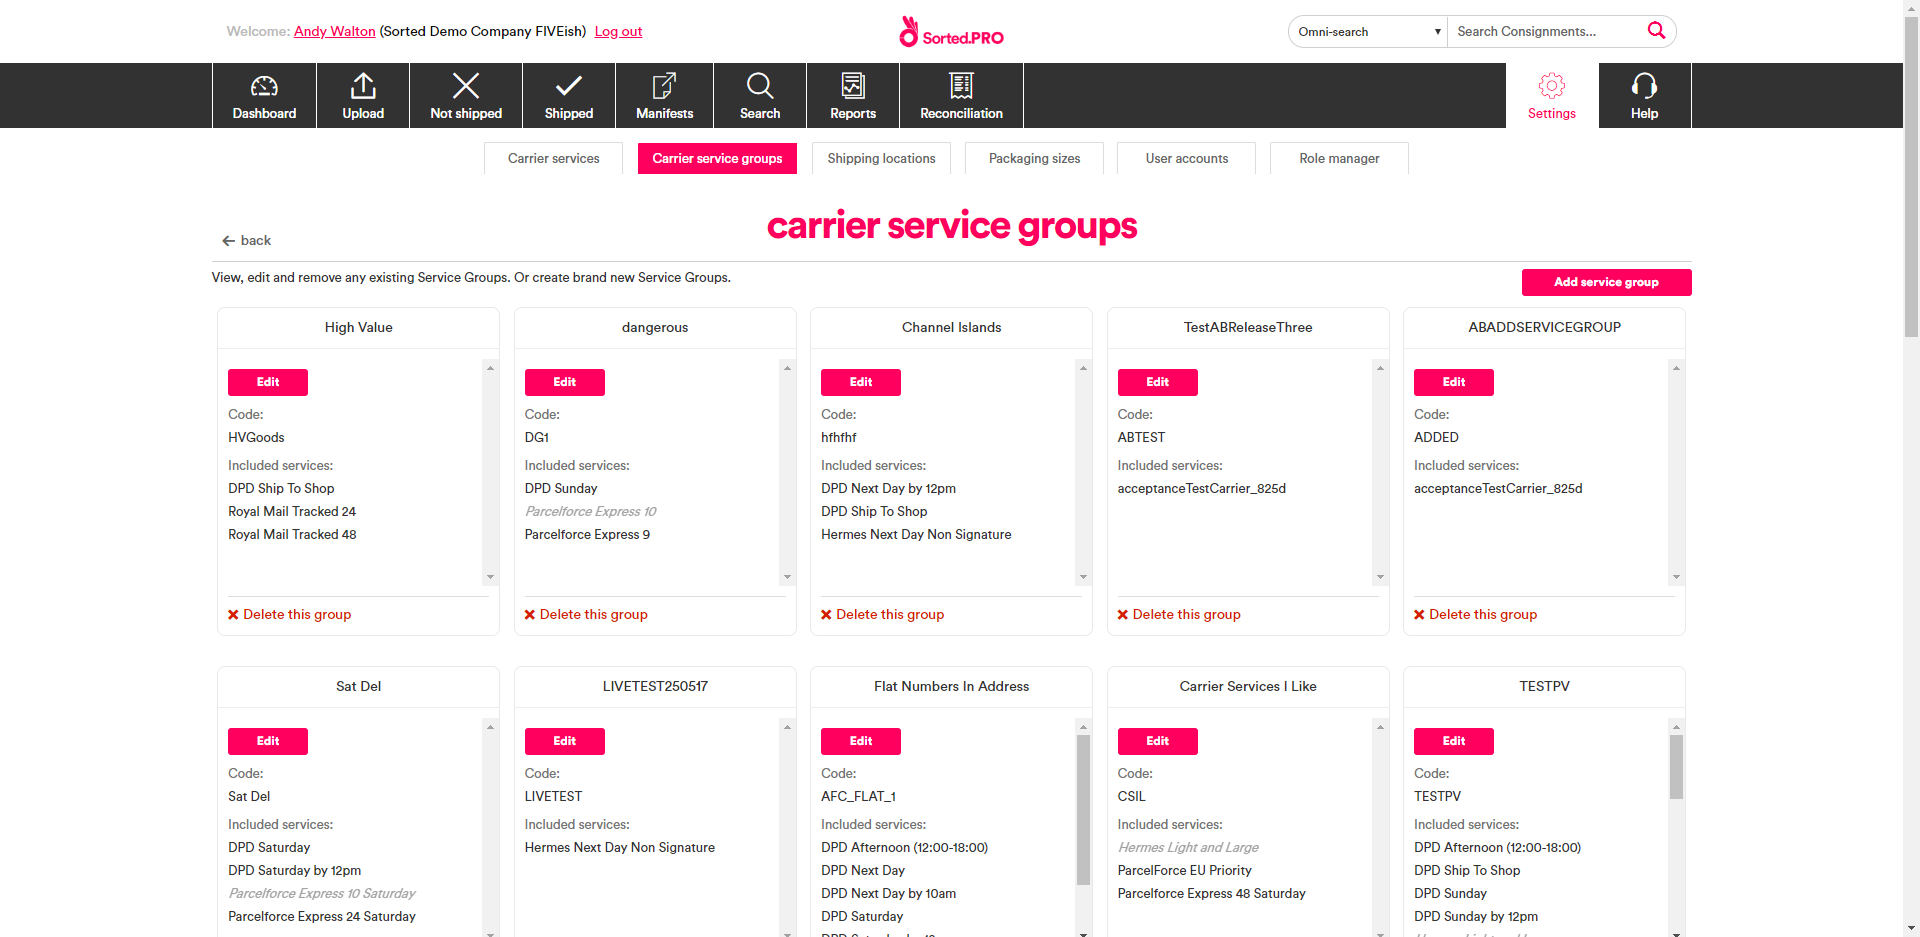 Welcome: Andy Walton (Sorted Demo Company FIVEish) Log out
Sorted.PRO
Omni-search
Search Consignments...
Dashboard
Upload
Not shipped
Shipped
Manifests
Search
Reports
Reconciliation
Settings
Help
Carrier services
Carrier service groups
Shipping locations
Packaging sizes
User accounts
Role manager
back
carrier service groups
View, edit and remove any existing Service Groups. Or create brand new Service Groups.
Add service group
High Value
Edit
Code:
HVGoods
Included services:
DPD Ship To Shop
Royal Mail Tracked 24
Royal Mail Tracked 48
Delete this group
dangerous
Edit
Code:
DG1
Included services:
DPD Sunday
Parcelforce Express 10
Parcelforce Express 9
Delete this group
Channel Islands
Edit
Code:
hfhfhf
Included services:
DPD Next Day by 12pm
DPD Ship To Shop
Hermes Next Day Non Signature
Delete this group
TestABReleaseThree
Edit
Code:
ABTEST
Included services:
acceptanceTestCarrier_825d
Delete this group
ABADDSERVICEGROUP
Edit
Code:
ADDED
Included services:
acceptanceTestCarrier_825d
Delete this group
Sat Del
Edit
Code:
Sat Del
Included services:
DPD Saturday
DPD Saturday by 12pm
Parcelforce Express 10 Saturday
Parcelforce Express 24 Saturday
LIVETEST250517
Edit
Code:
LIVETEST
Included services:
Hermes Next Day Non Signature
Flat Numbers In Address
Edit
Code:
AFC_FLAT_1
Included services:
DPD Afternoon (12:00-18:00)
DPD Next Day
DPD Next Day by 10am
DPD Saturday
Carrier Services I Like
Edit
Code:
CSIL
Included services:
Hermes Light and Large
ParcelForce EU Priority
Parcelforce Express 48 Saturday
TESTPV
Edit
Code:
TESTPV
Included services:
DPD Afternoon (12:00-18:00)
DPD Ship To Shop
DPD Sunday
DPD Sunday by 12pm